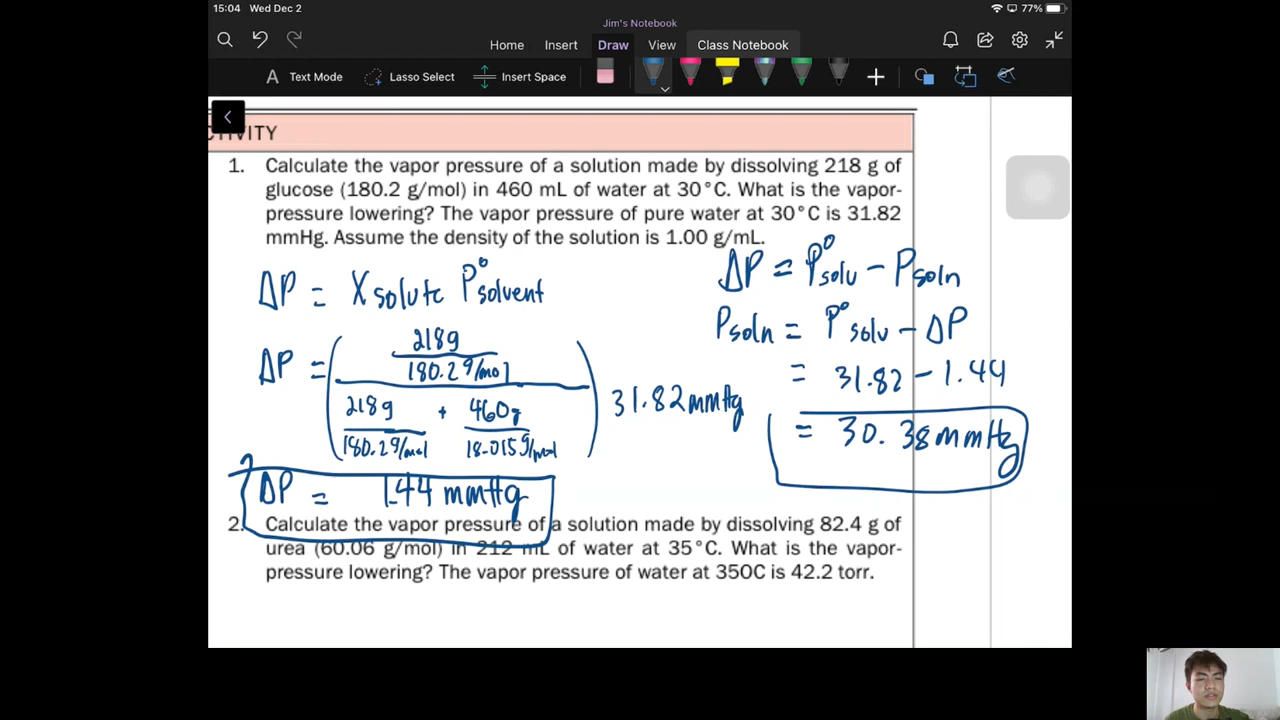 15:04 Wed Dec 2
77%
Jim's Notebook
Home Insert Draw View Class Notebook
Text Mode Lasso Select Insert Space
CTIVITY
1. Calculate the vapor pressure of a solution made by dissolving 218 g of
glucose (180.2 g/mol) in 460 mL of water at 30°C. What is the vapor-
pressure lowering? The vapor pressure of pure water at 30°C is 31.82
mmHg. Assume the density of the solution is 1.00 g/mL.
ΔP = Xsolute P°solvent
ΔP = 218g
180.2g/mol
218g + 460g
180.2g/mol 18.015g/mol
31.82mmHg
ΔP = 1.44 mmHg
ΔP = P°solu - Psoln
Psoln = P°solu - ΔP
= 31.82 - 1.44
= 30.38mmHg
2. Calculate the vapor pressure of a solution made by dissolving 82.4 g of
urea (60.06 g/mol) in 212 mL of water at 35°C. What is the vapor-
pressure lowering? The vapor pressure of water at 35OC is 42.2 torr.